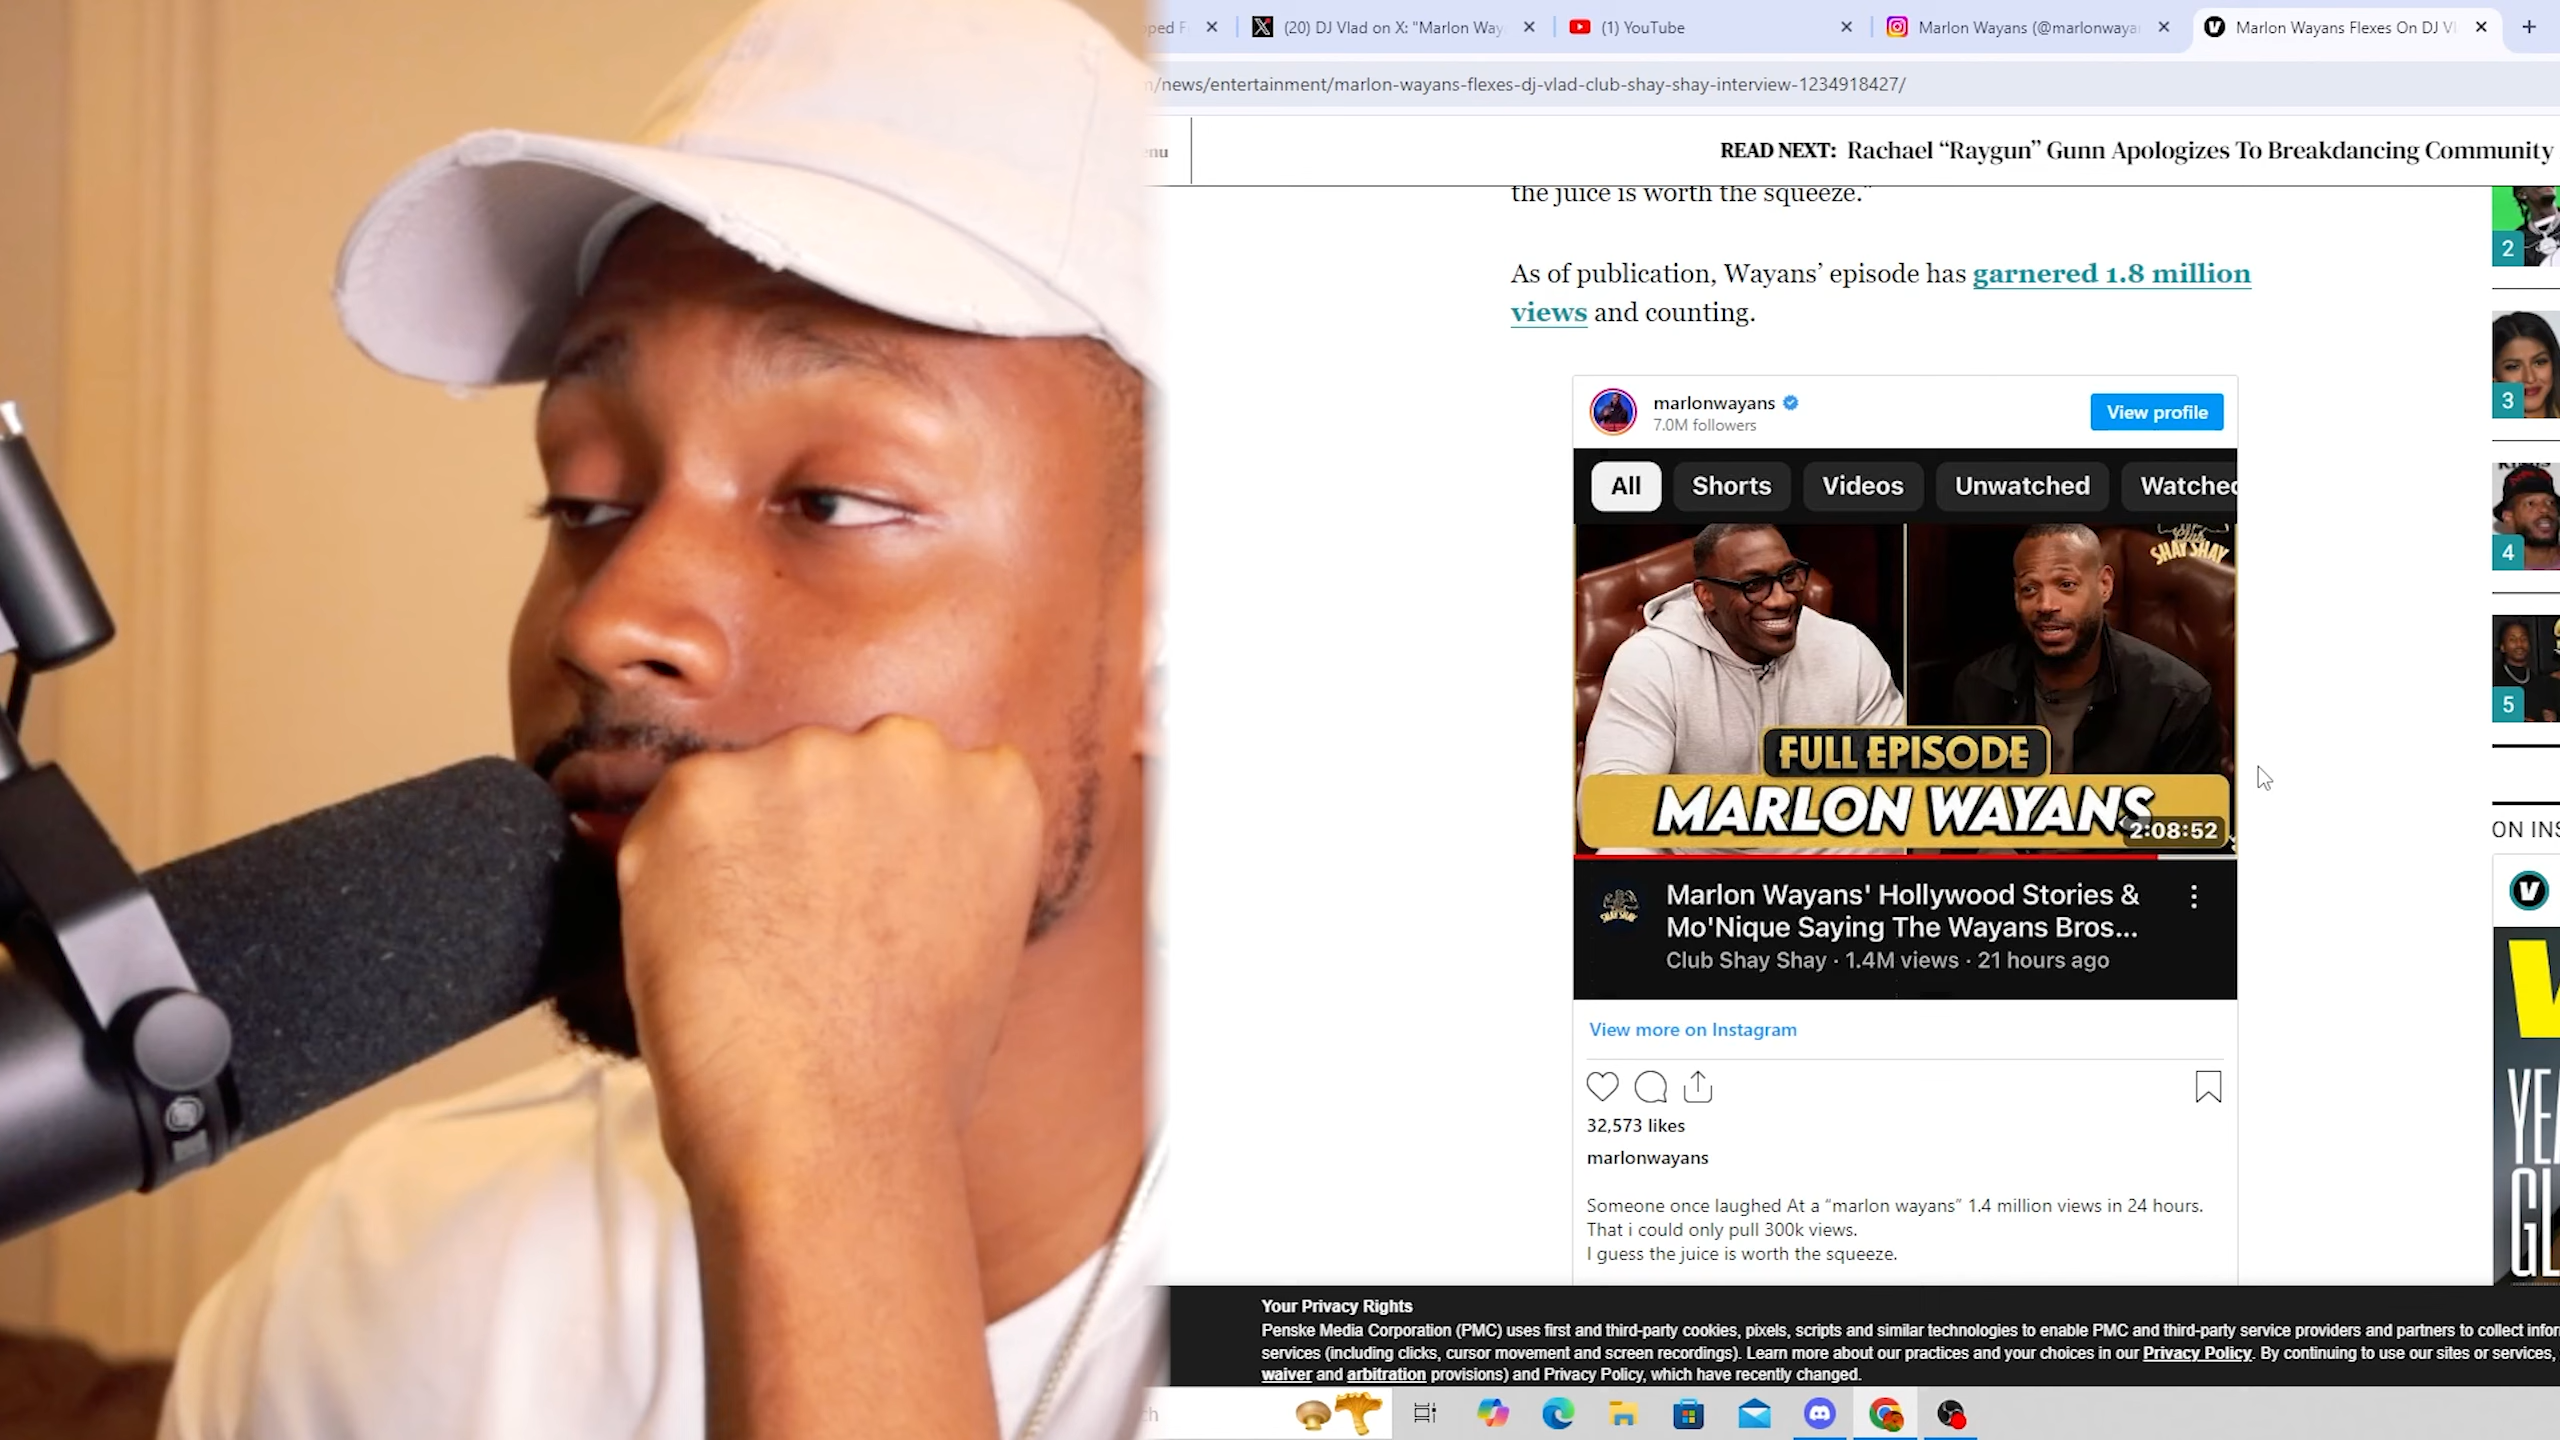 (20) DJ Vlad on X: "Marlon Way
(1) YouTube
Marlon Wayans (@marlonwaya
Marlon Wayans Flexes On DJ Vl
/news/entertainment/marlon-wayans-flexes-dj-vlad-club-shay-shay-interview-1234918427/
READ NEXT: Rachael “Raygun” Gunn Apologizes To Breakdancing Community
the juice is worth the squeeze.”
As of publication, Wayans’ episode has garnered 1.8 million
views and counting.
2
3
4
5
marlonwayans
7.0M followers
View profile
All
Shorts
Videos
Unwatched
Watched
Club
SHAY SHAY
FULL EPISODE
MARLON WAYANS
2:08:52
Marlon Wayans' Hollywood Stories &
Mo'Nique Saying The Wayans Bros...
Club Shay Shay · 1.4M views · 21 hours ago
View more on Instagram
32,573 likes
marlonwayans
Someone once laughed At a “marlon wayans” 1.4 million views in 24 hours.
That i could only pull 300k views.
I guess the juice is worth the squeeze.
ON INS
V
YEA
GL
Your Privacy Rights
Penske Media Corporation (PMC) uses first and third-party cookies, pixels, scripts and similar technologies to enable PMC and third-party service providers and partners to collect infor
services (including clicks, cursor movement and screen recordings). Learn more about our practices and your choices in our Privacy Policy. By continuing to use our sites or services,
waiver and arbitration provisions) and Privacy Policy, which have recently changed.